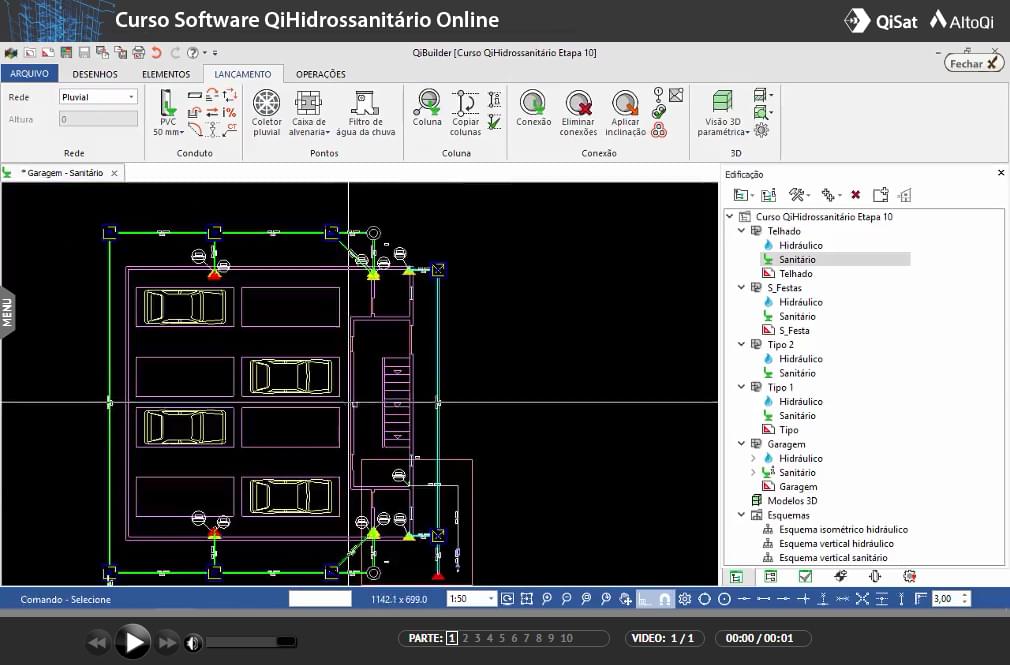 Curso Software QiHidrossanitário Online
QiSat
AltoQi
QiBuilder [Curso QiHidrossanitário Etapa 10]
Fechar
ARQUIVO
DESENHOS
ELEMENTOS
LANÇAMENTO
OPERAÇÕES
Rede
Pluvial
Altura
0
Rede
PVC
50 mm
Conduto
Coletor
pluvial
Caixa de
alvenaria
Filtro de
água da chuva
Pontos
Coluna
Copiar
colunas
Coluna
Conexão
Eliminar
conexões
Aplicar
inclinação
Conexão
Visão 3D
paramétrica
3D
* Garagem - Sanitário
MENU
Edificação
Curso QiHidrossanitário Etapa 10
Telhado
Hidráulico
Sanitário
Telhado
S_Festas
Hidráulico
Sanitário
S_Festa
Tipo 2
Hidráulico
Sanitário
Tipo 1
Hidráulico
Sanitário
Tipo
Garagem
Hidráulico
Sanitário
Garagem
Modelos 3D
Esquemas
Esquema isométrico hidráulico
Esquema vertical hidráulico
Esquema vertical sanitário
Comando - Selecione
1142.1 x 699.0
1:50
3,00
PARTE: 1 2 3 4 5 6 7 8 9 10
VIDEO: 1 / 1
00:00 / 00:01